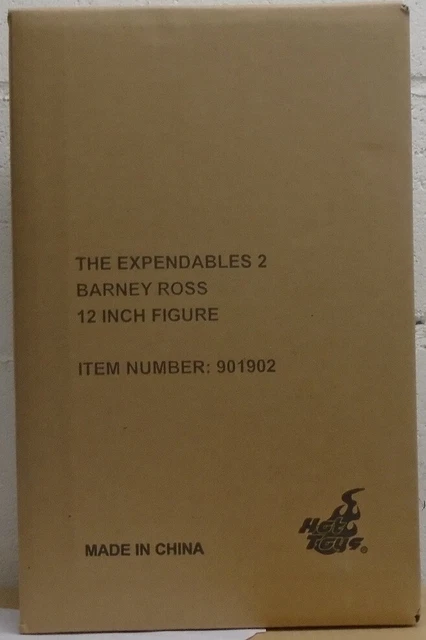 THE EXPENDABLES 2
BARNEY ROSS
12 INCH FIGURE
ITEM NUMBER: 901902
Hot
Toys®
MADE IN CHINA